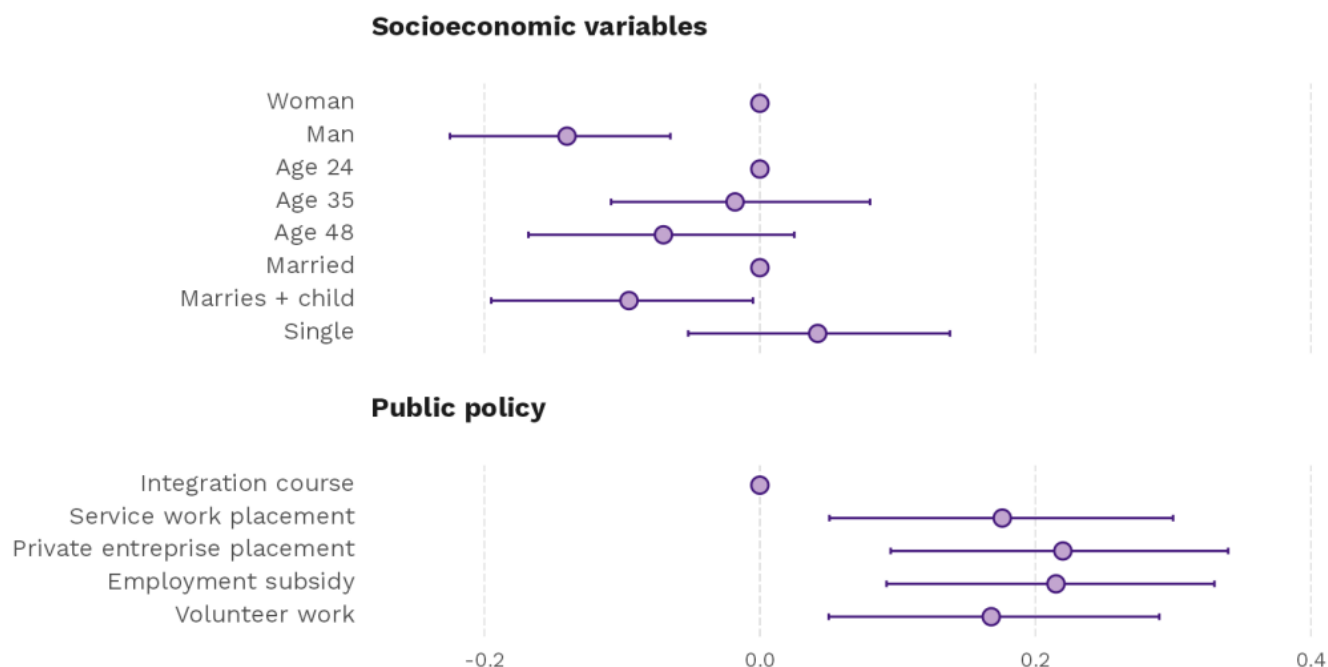 Socioeconomic variables
Woman
Man
Age 24
Age 35
Age 48
Married
Marries + child
Single
Public policy
Integration course
Service work placement
Private entreprise placement
Employment subsidy
Volunteer work
-0.2 0.0 0.2 0.4